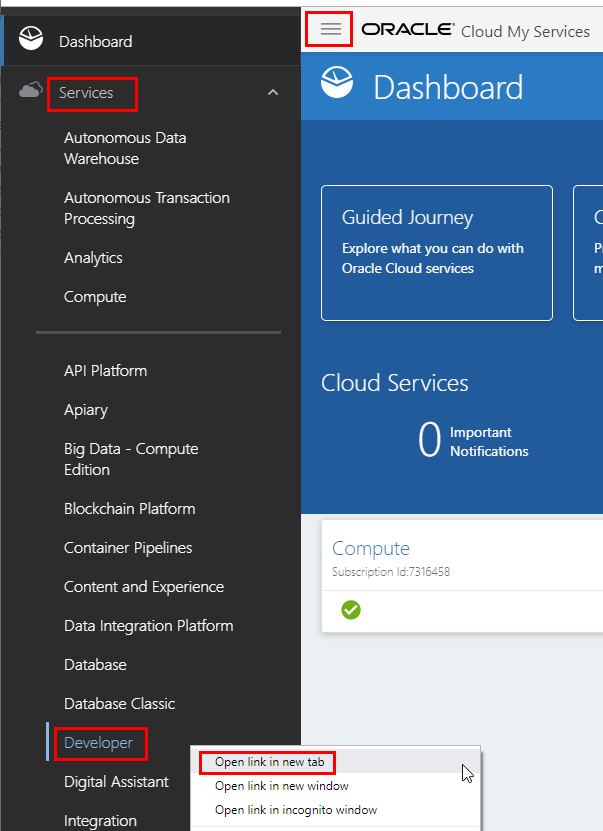 Dashboard
Services
Autonomous Data
Warehouse
Autonomous Transaction
Processing
Analytics
Compute
API Platform
Apiary
Big Data - Compute
Edition
Blockchain Platform
Container Pipelines
Content and Experience
Data Integration Platform
Database
Database Classic
Developer
Digital Assistant
Integration
ORACLE® Cloud My Services
Dashboard
Guided Journey
Explore what you can do with
Oracle Cloud services
C
P
m
Cloud Services
0 Important
Notifications
Compute
Subscription Id:7316458
Open link in new tab
Open link in new window
Open link in incognito window